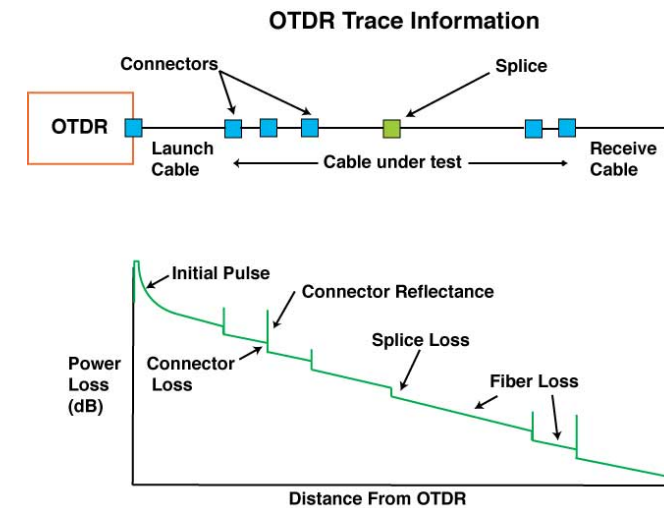 OTDR Trace Information
Connectors
Splice
OTDR
Launch
Cable
Cable under test
Receive
Cable
Initial Pulse
Connector Reflectance
Splice Loss
Power
Loss
(dB)
Connector
Loss
Fiber Loss
Distance From OTDR